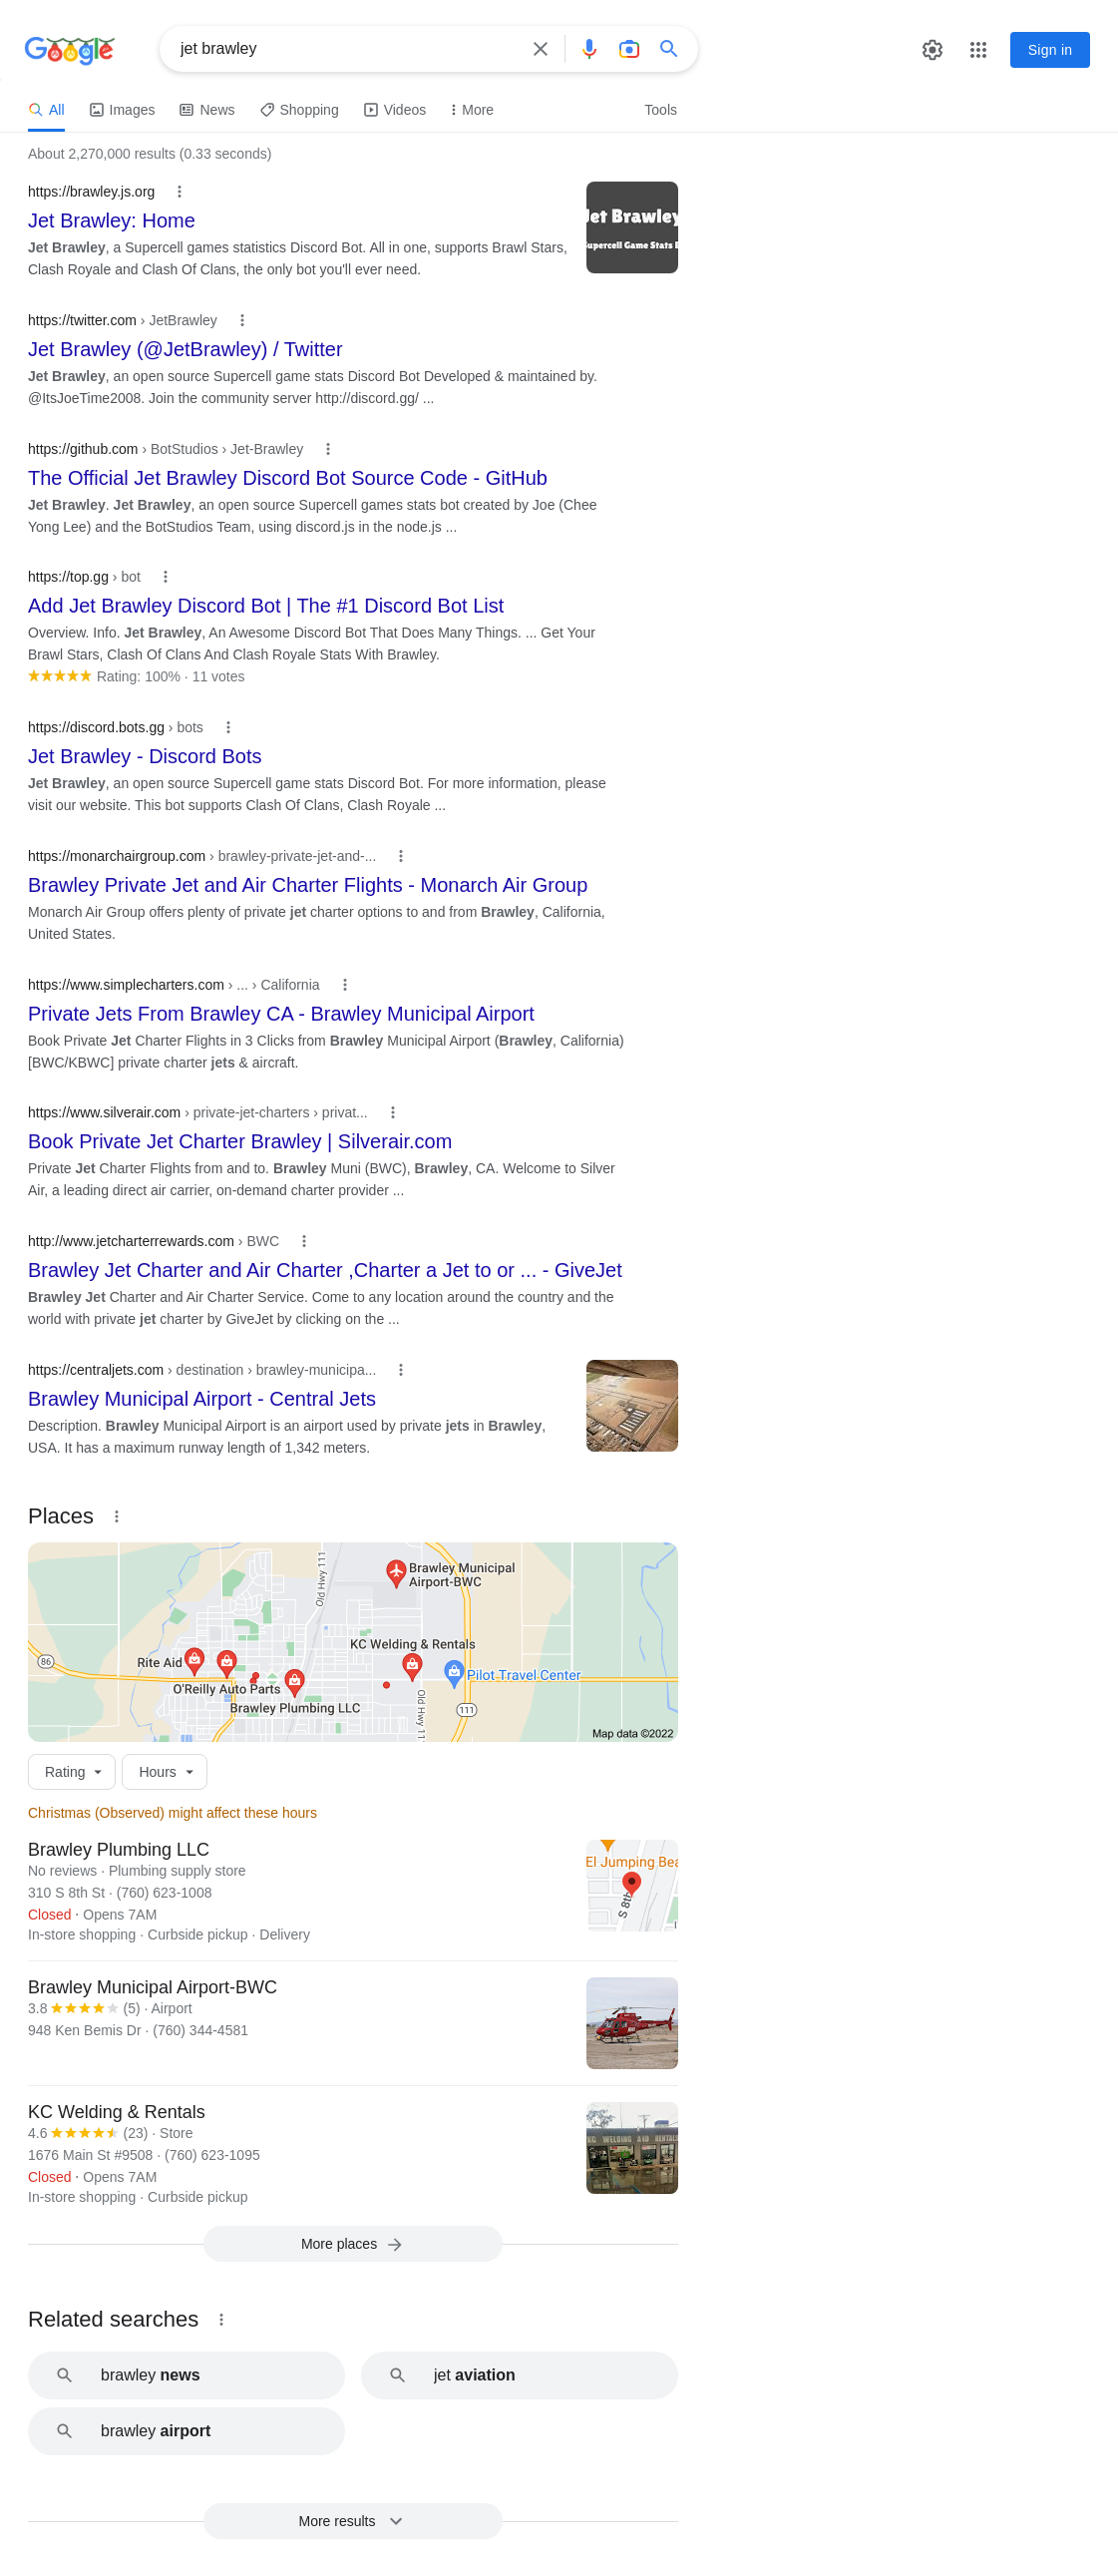 Google
jet brawley
Sign in
All
Images
News
Shopping
Videos
More
Tools
About 2,270,000 results (0.33 seconds)
https://brawley.js.org
Jet Brawley: Home
Jet Brawley, a Supercell games statistics Discord Bot. All in one, supports Brawl Stars,
Clash Royale and Clash Of Clans, the only bot you'll ever need.
Jet Brawley
Supercell Game Stats
https://twitter.com › JetBrawley
Jet Brawley (@JetBrawley) / Twitter
Jet Brawley, an open source Supercell game stats Discord Bot Developed & maintained by.
@ItsJoeTime2008. Join the community server http://discord.gg/ ...
https://github.com › BotStudios › Jet-Brawley
The Official Jet Brawley Discord Bot Source Code - GitHub
Jet Brawley. Jet Brawley, an open source Supercell games stats bot created by Joe (Chee
Yong Lee) and the BotStudios Team, using discord.js in the node.js ...
https://top.gg › bot
Add Jet Brawley Discord Bot | The #1 Discord Bot List
Overview. Info. Jet Brawley, An Awesome Discord Bot That Does Many Things. ... Get Your
Brawl Stars, Clash Of Clans And Clash Royale Stats With Brawley.
Rating: 100% · 11 votes
https://discord.bots.gg › bots
Jet Brawley - Discord Bots
Jet Brawley, an open source Supercell game stats Discord Bot. For more information, please
visit our website. This bot supports Clash Of Clans, Clash Royale ...
https://monarchairgroup.com › brawley-private-jet-and-...
Brawley Private Jet and Air Charter Flights - Monarch Air Group
Monarch Air Group offers plenty of private jet charter options to and from Brawley, California,
United States.
https://www.simplecharters.com › ... › California
Private Jets From Brawley CA - Brawley Municipal Airport
Book Private Jet Charter Flights in 3 Clicks from Brawley Municipal Airport (Brawley, California)
[BWC/KBWC] private charter jets & aircraft.
https://www.silverair.com › private-jet-charters › privat...
Book Private Jet Charter Brawley | Silverair.com
Private Jet Charter Flights from and to. Brawley Muni (BWC), Brawley, CA. Welcome to Silver
Air, a leading direct air carrier, on-demand charter provider ...
http://www.jetcharterrewards.com › BWC
Brawley Jet Charter and Air Charter ,Charter a Jet to or ... - GiveJet
Brawley Jet Charter and Air Charter Service. Come to any location around the country and the
world with private jet charter by GiveJet by clicking on the ...
https://centraljets.com › destination › brawley-municipa...
Brawley Municipal Airport - Central Jets
Description. Brawley Municipal Airport is an airport used by private jets in Brawley,
USA. It has a maximum runway length of 1,342 meters.
Places
Old Hwy 111
Brawley Municipal
Airport-BWC
KC Welding & Rentals
86
Rite Aid
Pilot Travel Center
O'Reilly Auto Parts
Brawley Plumbing LLC
Old Hwy 11
111
Map data ©2022
Rating
Hours
Christmas (Observed) might affect these hours
Brawley Plumbing LLC
No reviews · Plumbing supply store
310 S 8th St · (760) 623-1008
Closed · Opens 7AM
In-store shopping · Curbside pickup · Delivery
El Jumping Bea
S 8th
Brawley Municipal Airport-BWC
3.8 (5) · Airport
948 Ken Bemis Dr · (760) 344-4581
KC Welding & Rentals
4.6 (23) · Store
1676 Main St #9508 · (760) 623-1095
Closed · Opens 7AM
In-store shopping · Curbside pickup
KC WELDING AND RENTALS
More places
Related searches
brawley news
jet aviation
brawley airport
More results